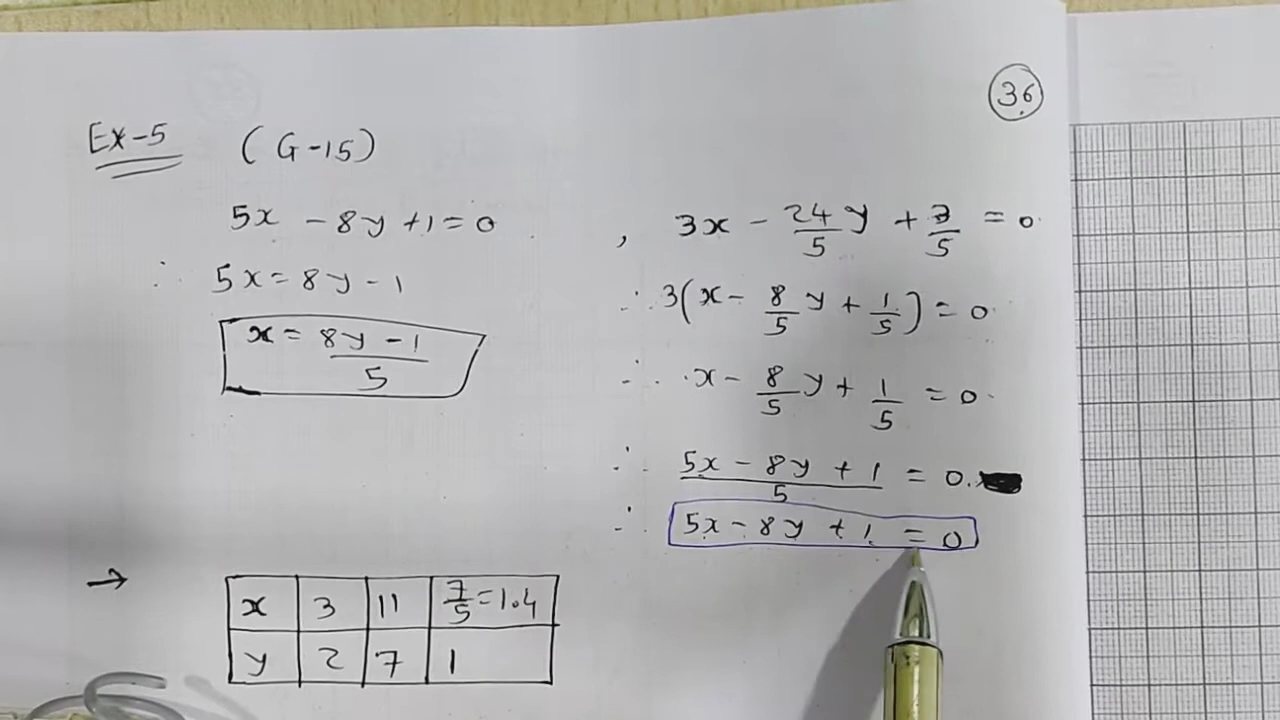 36
Ex-5 (G-15)
5x - 8y + 1 = 0
∴ 5x = 8y - 1
x = 8y - 1 / 5
, 3x - 24/5 y + 3/5 = 0.
∴ 3(x - 8/5 y + 1/5) = 0.
∴ x - 8/5 y + 1/5 = 0.
∴ 5x - 8y + 1 / 5 = 0.
∴ 5x - 8y + 1 = 0
→ x 3 11 7/5 = 1.4
y 2 7 1